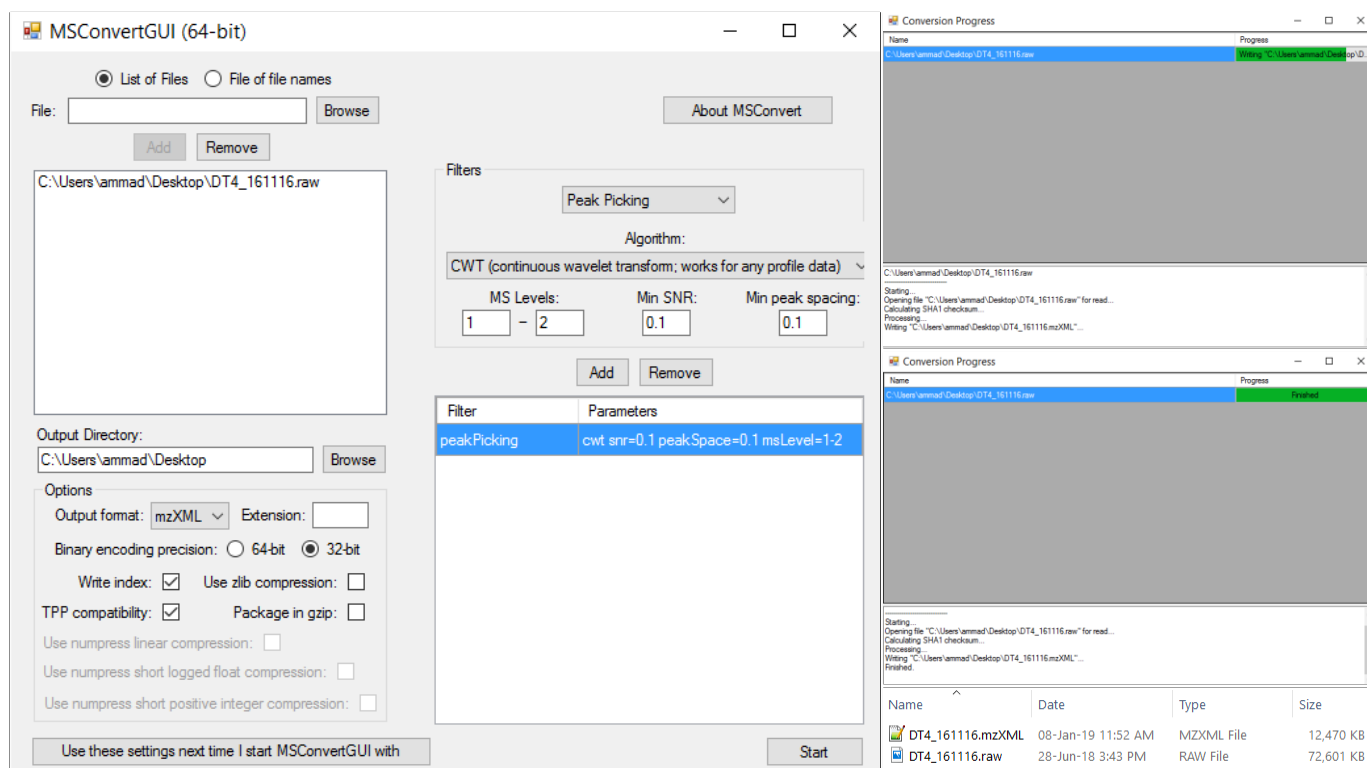 MSConvertGUI (64-bit)
List of Files File of file names
File: Browse
About MSConvert
Add Remove
C:\Users\ammad\Desktop\DT4_161116.raw
Filters
Peak Picking
Algorithm:
CWT (continuous wavelet transform; works for any profile data)
MS Levels: Min SNR: Min peak spacing:
1 - 2 0.1 0.1
Add Remove
Filter Parameters
peakPicking cwt snr=0.1 peakSpace=0.1 msLevel=1-2
Output Directory:
C:\Users\ammad\Desktop Browse
Options
Output format: mzXML Extension:
Binary encoding precision: 64-bit 32-bit
Write index: Use zlib compression:
TPP compatibility: Package in gzip:
Use numpress linear compression:
Use numpress short logged float compression:
Use numpress short positive integer compression:
Use these settings next time I start MSConvertGUI with
Start
Conversion Progress
Name Progress
C:\Users\ammad\Desktop\DT4_161116.raw Writing "C:\Users\ammad\Desktop\D...
C:\Users\ammad\Desktop\DT4_161116.raw
Starting...
Opening file "C:\Users\ammad\Desktop\DT4_161116.raw" for read...
Calculating SHA1 checksum...
Processing...
Writing "C:\Users\ammad\Desktop\DT4_161116.mzXML"...
Conversion Progress
Name Progress
C:\Users\ammad\Desktop\DT4_161116.raw Finished
Starting...
Opening file "C:\Users\ammad\Desktop\DT4_161116.raw" for read...
Calculating SHA1 checksum...
Processing...
Writing "C:\Users\ammad\Desktop\DT4_161116.mzXML"...
Finished.
Name Date Type Size
DT4_161116.mzXML 08-Jan-19 11:52 AM MZXML File 12,470 KB
DT4_161116.raw 28-Jun-18 3:43 PM RAW File 72,601 KB